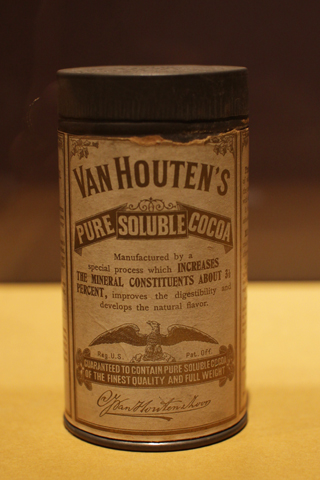 VAN HOUTEN'S
PURE SOLUBLE COCOA
Manufactured by a
special process which INCREASES
THE MINERAL CONSTITUENTS ABOUT
PERCENT, improves the digestibility and
develops the natural flavor.
Reg U.S. Pat. Off.
GUARANTEED TO CONTAIN PURE SOLUBLE COCOA
OF THE FINEST QUALITY AND FULL WEIGHT